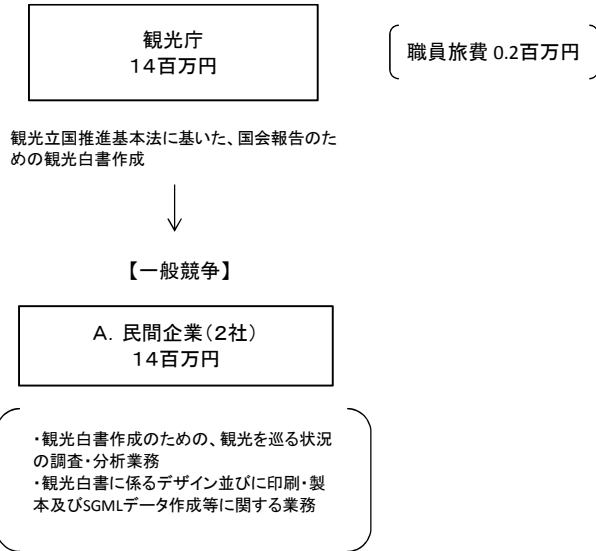 観光庁
14百万円
職員旅費 0.2百万円
観光立国推進基本法に基いた、国会報告のた
めの観光白書作成
【一般競争】
A. 民間企業(2社)
14百万円
・観光白書作成のための、観光を巡る状況
の調査・分析業務
・観光白書に係るデザイン並びに印刷・製
本及びSGMLデータ作成等に関する業務